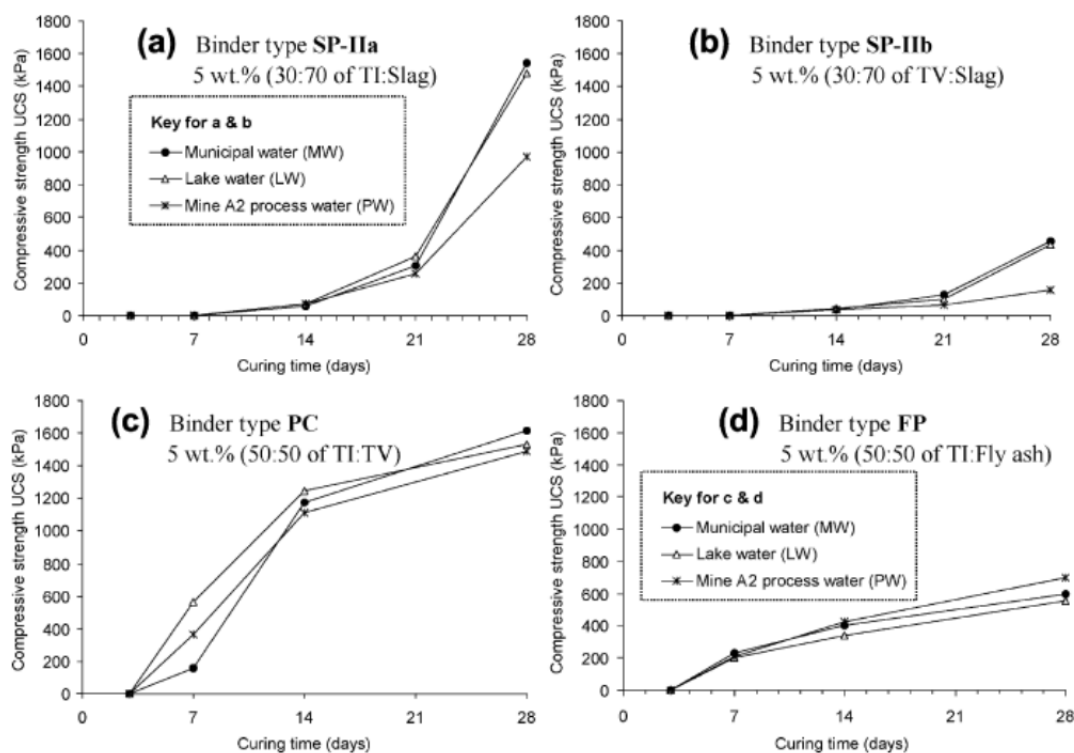 (a) Binder type SP-IIa
5 wt.% (30:70 of TI:Slag)
Key for a & b
Municipal water (MW)
Lake water (LW)
Mine A2 process water (PW)
Compressive strength UCS (kPa)
1800
1600
1400
1200
1000
800
600
400
200
0
0 7 14 21 28
Curing time (days)
(b) Binder type SP-IIb
5 wt.% (30:70 of TV:Slag)
Compressive strength UCS (kPa)
1800
1600
1400
1200
1000
800
600
400
200
0
0 7 14 21 28
Curing time (days)
(c) Binder type PC
5 wt.% (50:50 of TI:TV)
Compressive strength UCS (kPa)
1800
1600
1400
1200
1000
800
600
400
200
0
0 7 14 21 28
Curing time (days)
(d) Binder type FP
5 wt.% (50:50 of TI:Fly ash)
Key for c & d
Municipal water (MW)
Lake water (LW)
Mine A2 process water (PW)
Compressive strength UCS (kPa)
1800
1600
1400
1200
1000
800
600
400
200
0
0 7 14 21 28
Curing time (days)